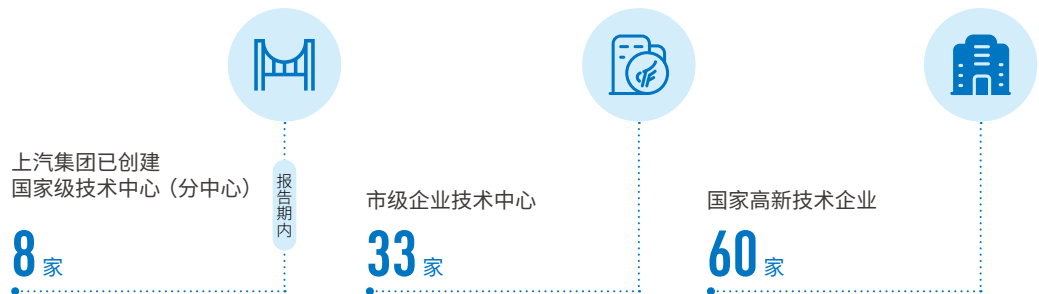 上汽集团已创建
国家级技术中心（分中心）
8 家
报告期内
市级企业技术中心
33 家
国家高新技术企业
60 家